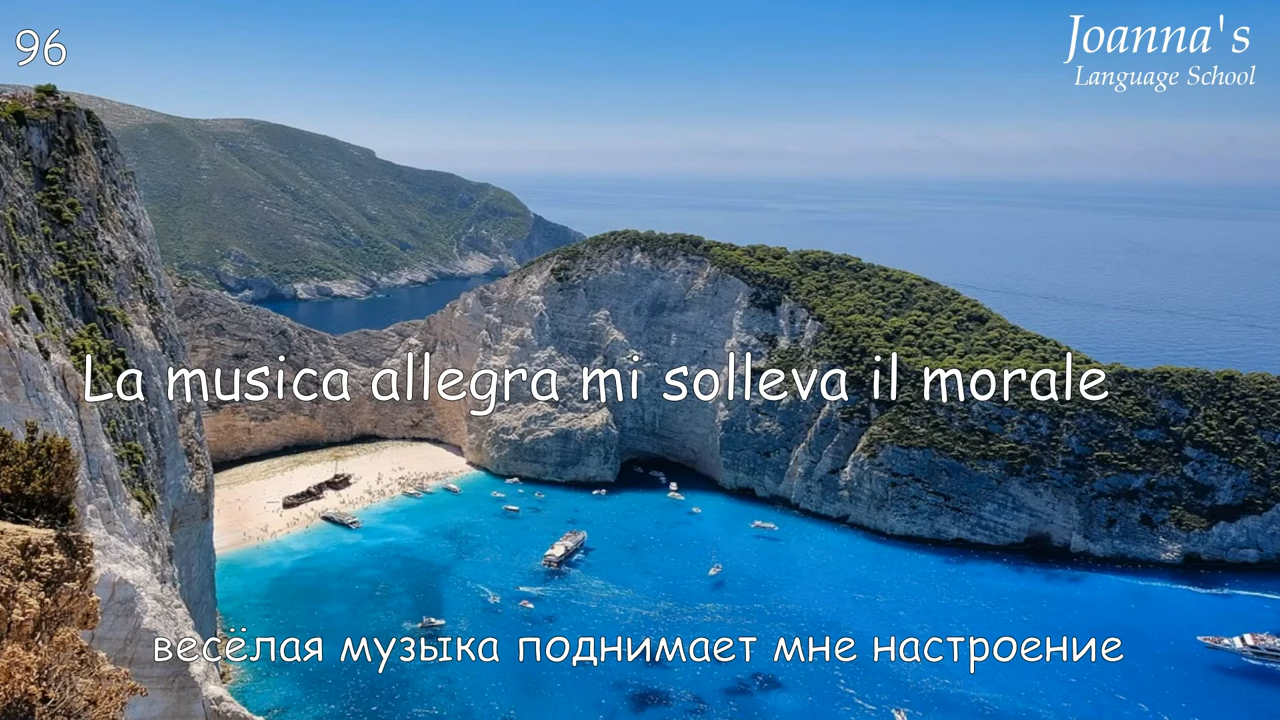 96
Joanna's
Language School
La musica allegra mi solleva il morale
весёлая музыка поднимает мне настроение